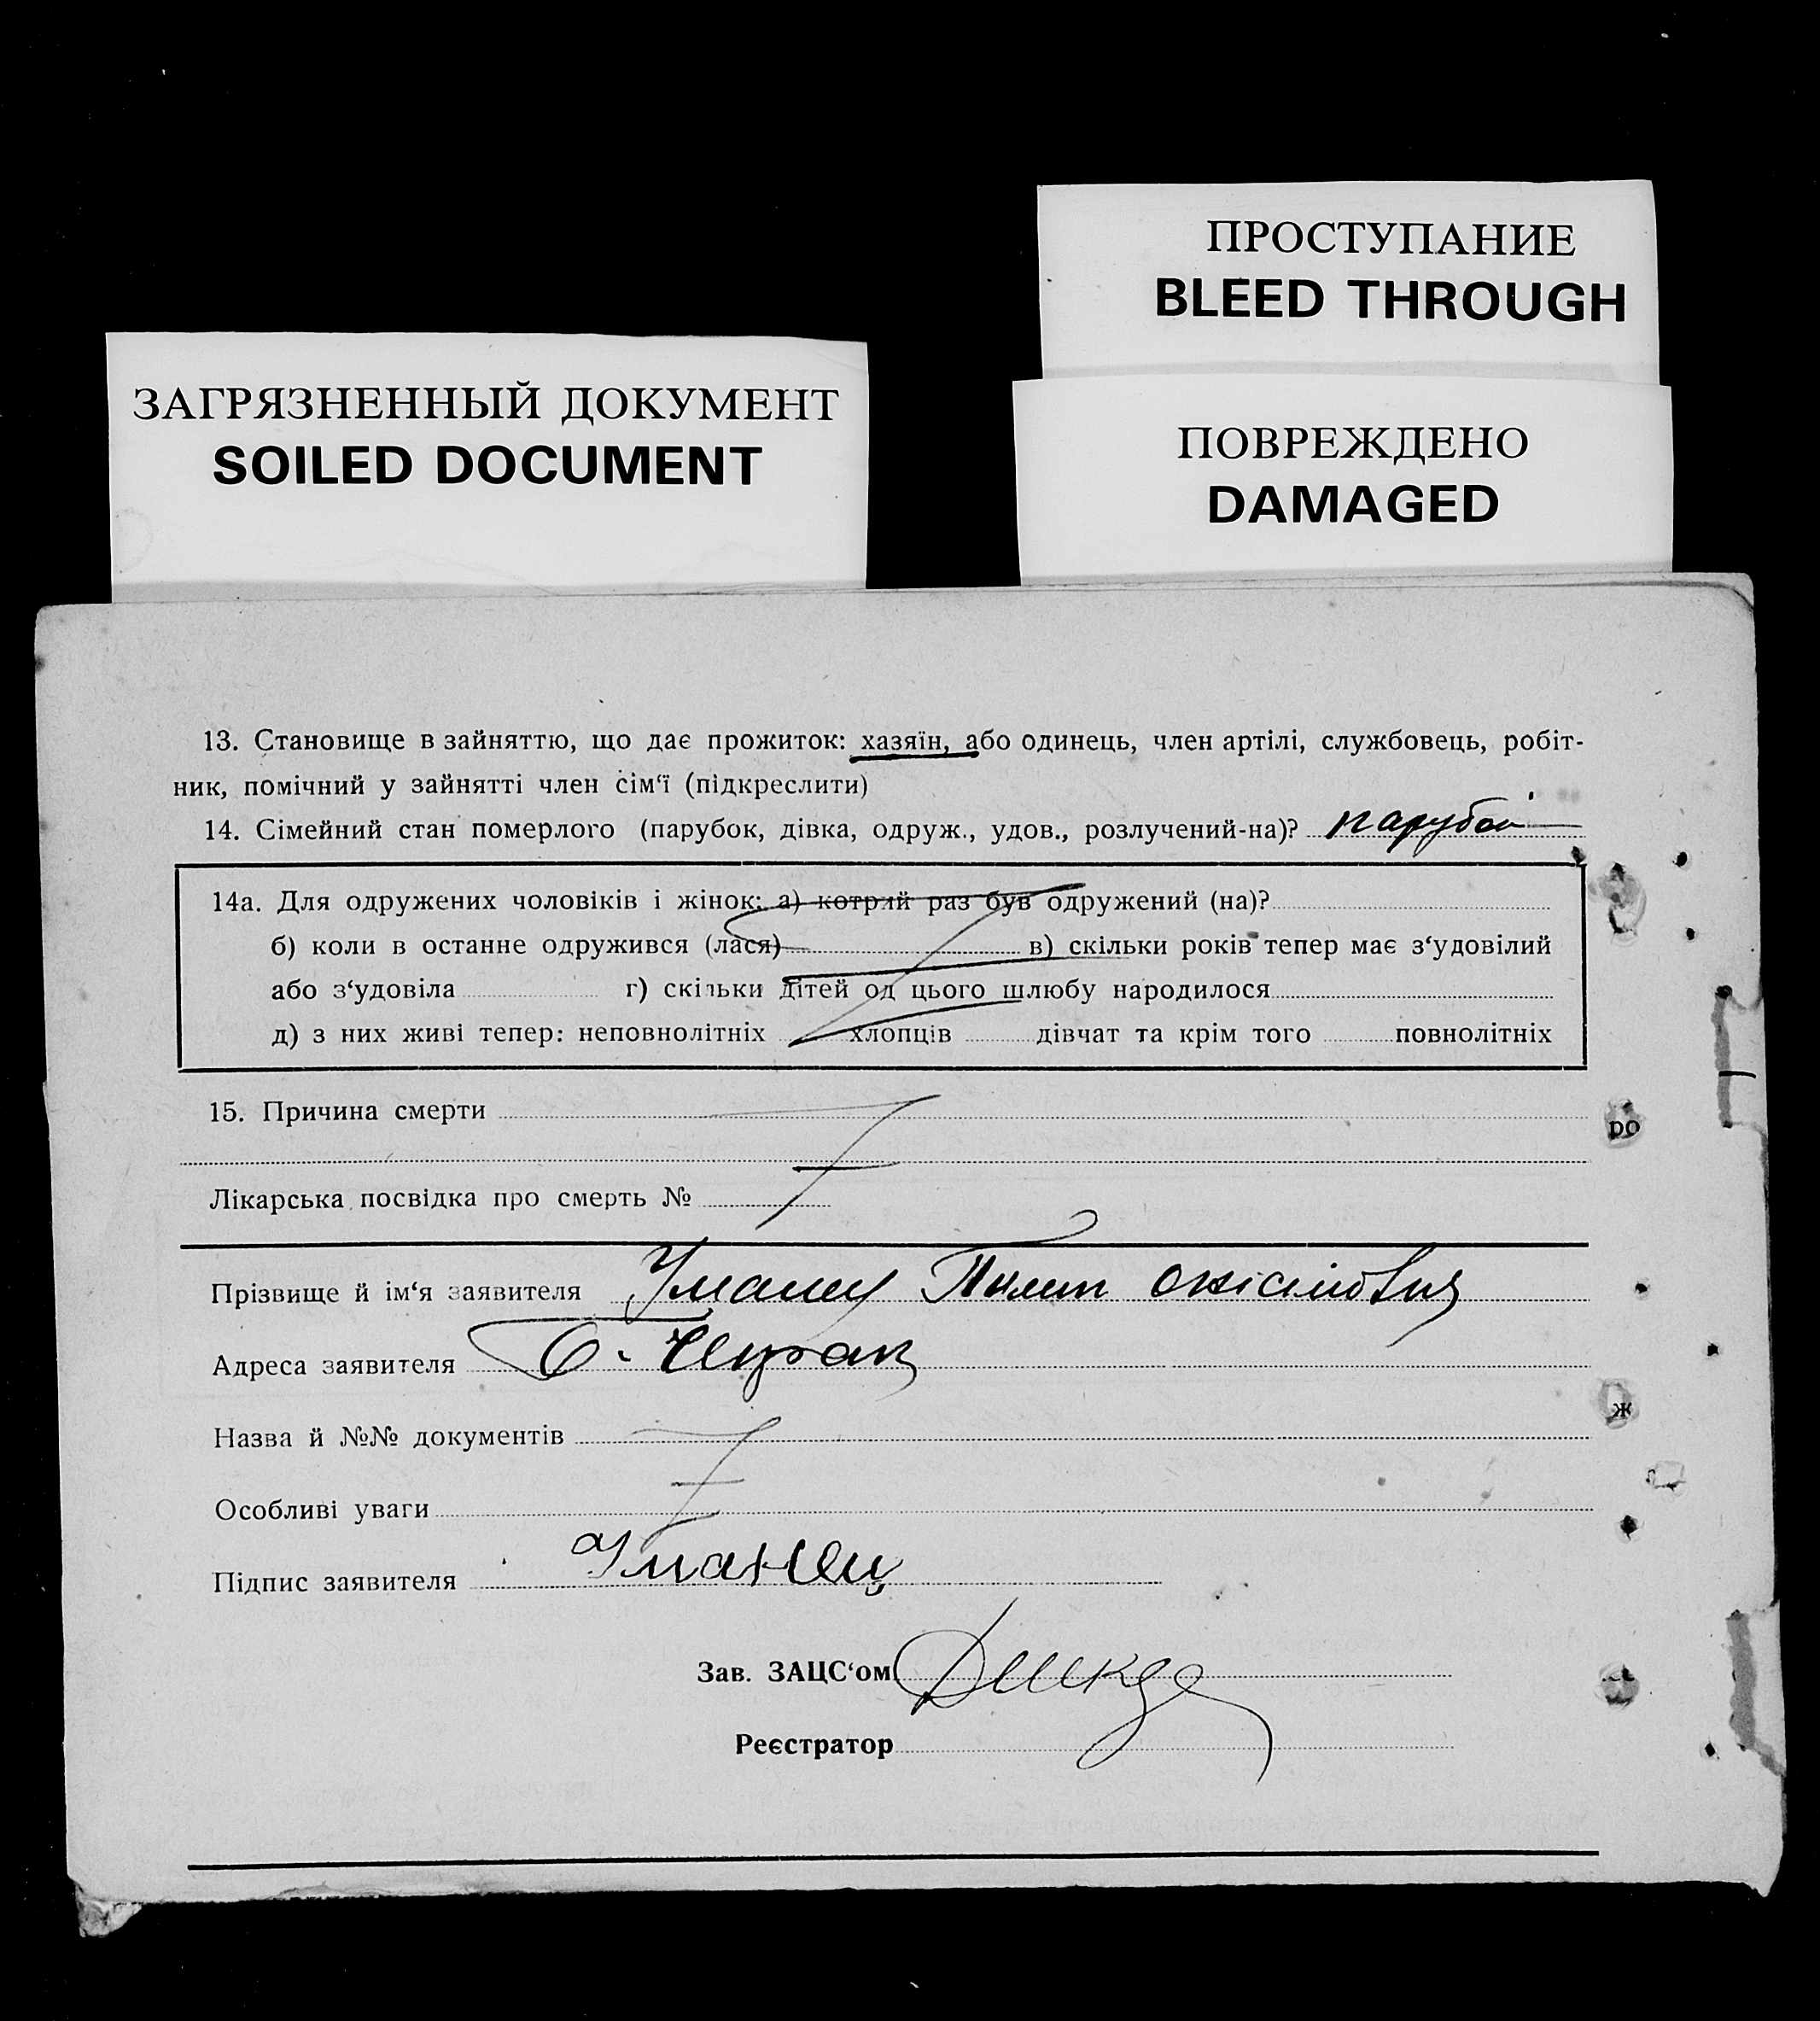 ПРОСТУПАНИЕ
BLEED THROUGH
ЗАГРЯЗНЕННЫЙ ДОКУМЕНТ
SOILED DOCUMENT
ПОВРЕЖДЕНО
DAMAGED
13. Становище в зайняттю, що дає прожиток: хазяїн, або одинець, член артілі, службовець, робіт-
ник, помічний у зайнятті член сім‘ї (підкреслити)
14. Сімейний стан померлого (парубок, дівка, одруж., удов., розлучений-на)? парубок
14а. Для одружених чоловіків і жінок: а) котрий раз був одружений (на)?
б) коли в останне одружився (лася) в) скільки років тепер має з‘удовілий
або з‘удовіла г) скільки дітей од цього шлюбу народилося
д) з них живі тепер: неповнолітніх хлопців дівчат та крім того повнолітніх
15. Причина смерти
ро
Лікарська посвідка про смерть №
Прізвище й ім‘я заявителя Уманец
Адреса заявителя С.
ж
Назва й №№ документів
Особливі уваги
Підпис заявителя Уманец
Зав. ЗАЦС‘ом
Реєстратор